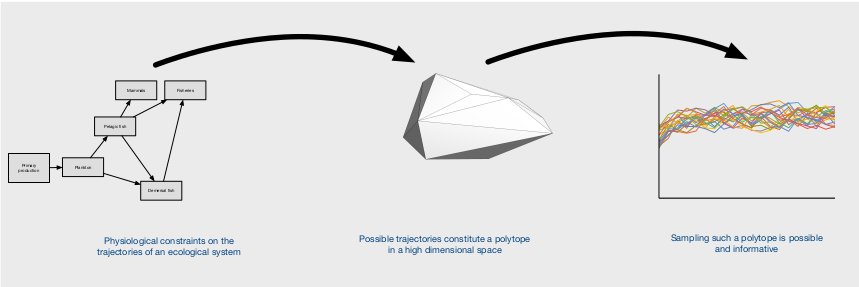 Mammals
Fisheries
Pelagic fish
Primary
production
Plankton
Demersal fish
Physiological constraints on the
trajectories of an ecological system
Possible trajectories constitute a polytope
in a high dimensional space
Sampling such a polytope is possible
and informative